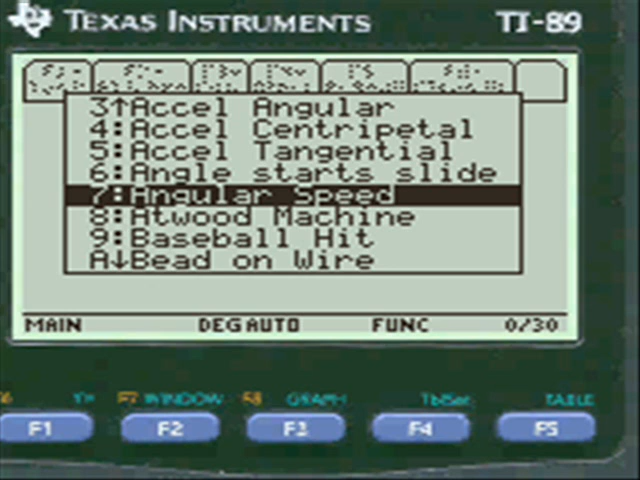 TEXAS INSTRUMENTS TI-89
3↑Accel Angular
4:Accel Centripetal
5:Accel Tangential
6:Angle starts slide
7:Angular Speed
8:Atwood Machine
9:Baseball Hit
A↓Bead on Wire
MAIN DEG AUTO FUNC 0/30
F7 WINDOW F8 GRAPH TblSet TABLE
F1 F2 F3 F4 F5